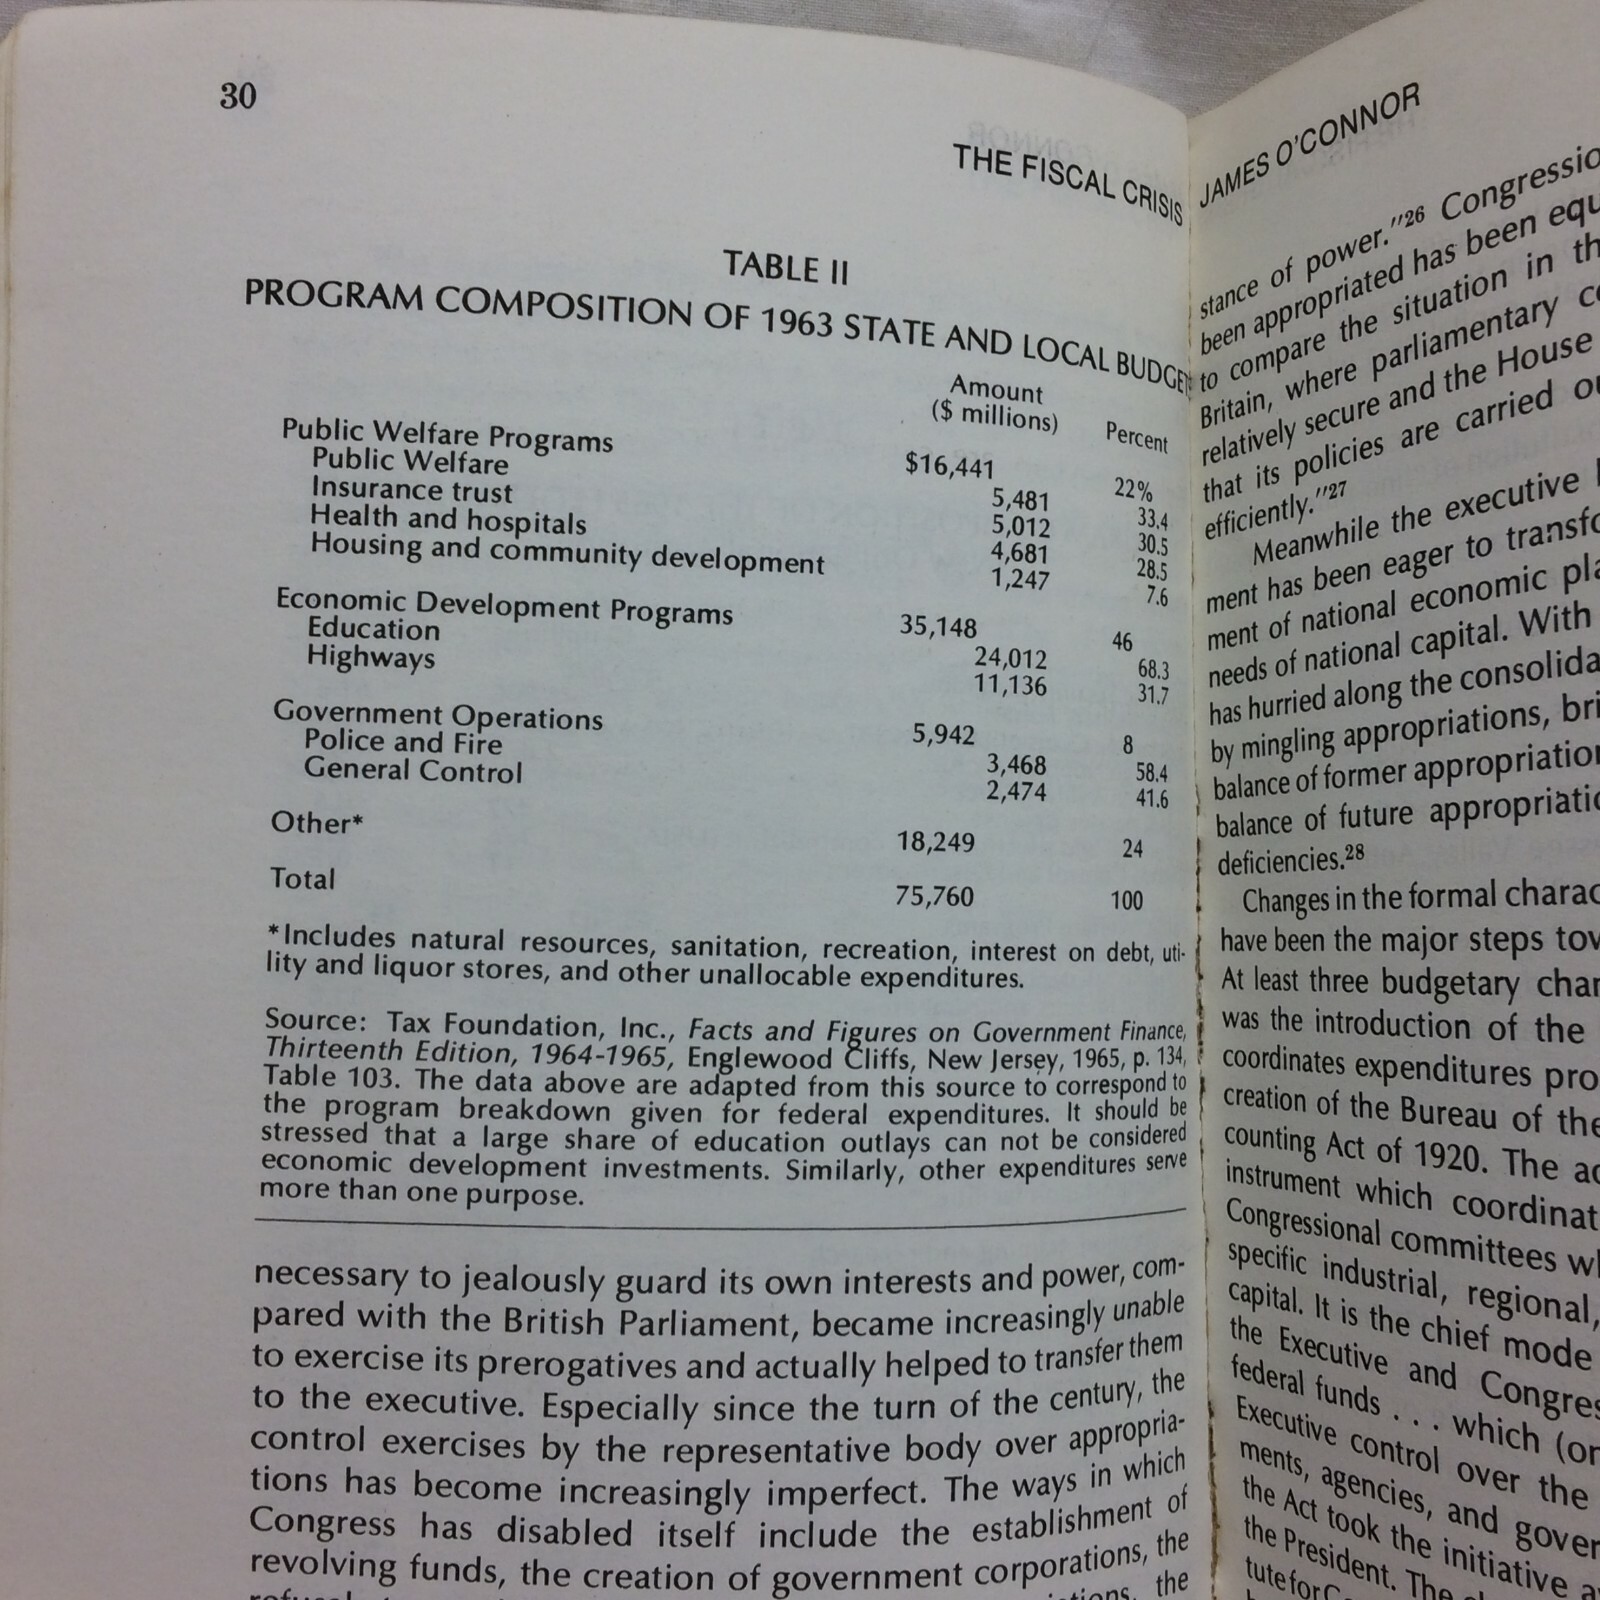 30
THE FISCAL CRISIS
TABLE II
PROGRAM COMPOSITION OF 1963 STATE AND LOCAL BUDGET
Amount
($ millions) Percent
Public Welfare Programs $16,441 22%
Public Welfare 5,481 33.4
Insurance trust 5,012 30.5
Health and hospitals 4,681 28.5
Housing and community development 1,247 7.6
Economic Development Programs 35,148 46
Education 24,012 68.3
Highways 11,136 31.7
Government Operations 5,942 8
Police and Fire 3,468 58.4
General Control 2,474 41.6
Other* 18,249 24
Total 75,760 100
*Includes natural resources, sanitation, recreation, interest on debt, uti-
lity and liquor stores, and other unallocable expenditures.
Source: Tax Foundation, Inc., Facts and Figures on Government Finance,
Thirteenth Edition, 1964-1965, Englewood Cliffs, New Jersey, 1965, p. 134,
Table 103. The data above are adapted from this source to correspond to
the program breakdown given for federal expenditures. It should be
stressed that a large share of education outlays can not be considered
economic development investments. Similarly, other expenditures serve
more than one purpose.
necessary to jealously guard its own interests and power, com-
pared with the British Parliament, became increasingly unable
to exercise its prerogatives and actually helped to transfer them
to the executive. Especially since the turn of the century, the
control exercises by the representative body over appropria-
tions has become increasingly imperfect. The ways in which
Congress has disabled itself include the establishment of
revolving funds, the creation of government corporations, the
the
JAMES O'CONNOR
stance of power."26 Congressio
been appropriated has been equ
to compare the situation in th
Britain, where parliamentary co
relatively secure and the House
that its policies are carried ou
efficiently."27
Meanwhile the executive
ment has been eager to transfo
ment of national economic pla
needs of national capital. With
has hurried along the consolida
by mingling appropriations, bri
balance of former appropriation
balance of future appropriatio
deficiencies.28
Changes in the formal charac
have been the major steps tow
At least three budgetary chan
was the introduction of the
coordinates expenditures pro
creation of the Bureau of the
counting Act of 1920. The ac
instrument which coordinat
Congressional committees wh
specific industrial, regional,
capital. It is the chief mode
the Executive and Congres
federal funds . . . which (or
Executive control over the
ments, agencies, and gover
the Act took the initiative a
the President. The
tute for C